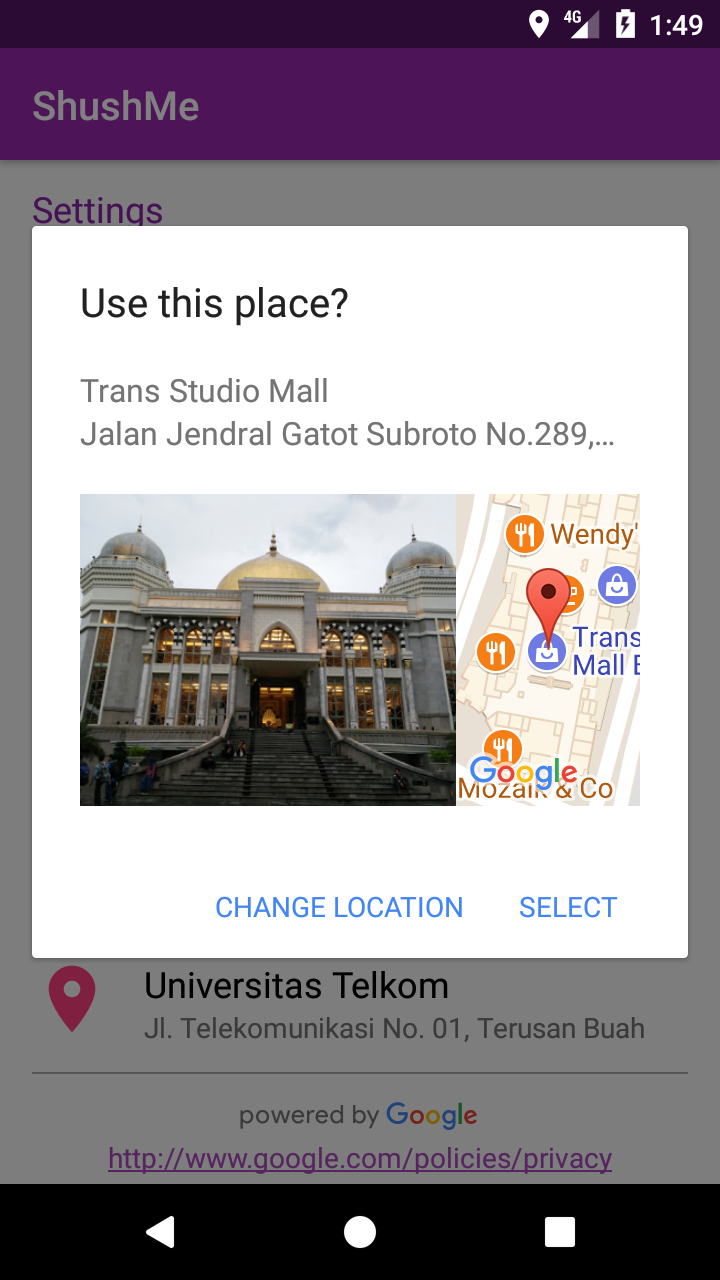 4G 1:49
ShushMe
Settings
Use this place?
Trans Studio Mall
Jalan Jendral Gatot Subroto No.289,...
Wendy'
Trans
Mall
Google
Mozaik & Co
CHANGE LOCATION SELECT
Universitas Telkom
Jl. Telekomunikasi No. 01, Terusan Buah
powered by Google
http://www.google.com/policies/privacy